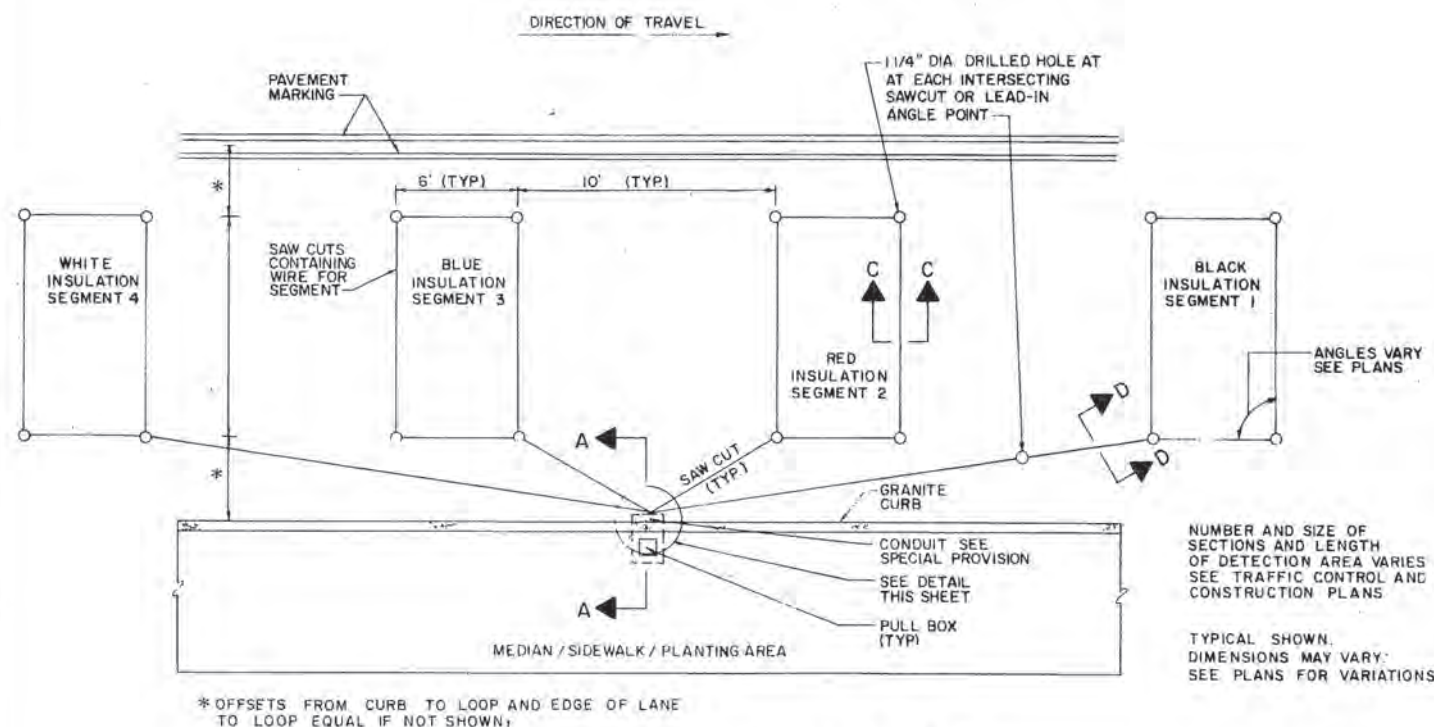 DIRECTION OF TRAVEL
PAVEMENT
MARKING
1 1/4" DIA. DRILLED HOLE AT
AT EACH INTERSECTING
SAWCUT OR LEAD-IN
ANGLE POINT
*
6' (TYP.)
10' (TYP.)
WHITE
INSULATION
SEGMENT 4
SAW CUTS
CONTAINING
WIRE FOR
SEGMENT
BLUE
INSULATION
SEGMENT 3
C C
RED
INSULATION
SEGMENT 2
BLACK
INSULATION
SEGMENT 1
ANGLES VARY
SEE PLANS
D
D
*
A
SAW CUT
(TYP.)
GRANITE
CURB
CONDUIT SEE
SPECIAL PROVISION
SEE DETAIL
THIS SHEET
A
PULL BOX
(TYP)
MEDIAN / SIDEWALK / PLANTING AREA
NUMBER AND SIZE OF
SECTIONS AND LENGTH
OF DETECTION AREA VARIES
SEE TRAFFIC CONTROL AND
CONSTRUCTION PLANS
TYPICAL SHOWN.
DIMENSIONS MAY VARY.
SEE PLANS FOR VARIATIONS
* OFFSETS FROM CURB TO LOOP AND EDGE OF LANE
TO LOOP EQUAL IF NOT SHOWN;